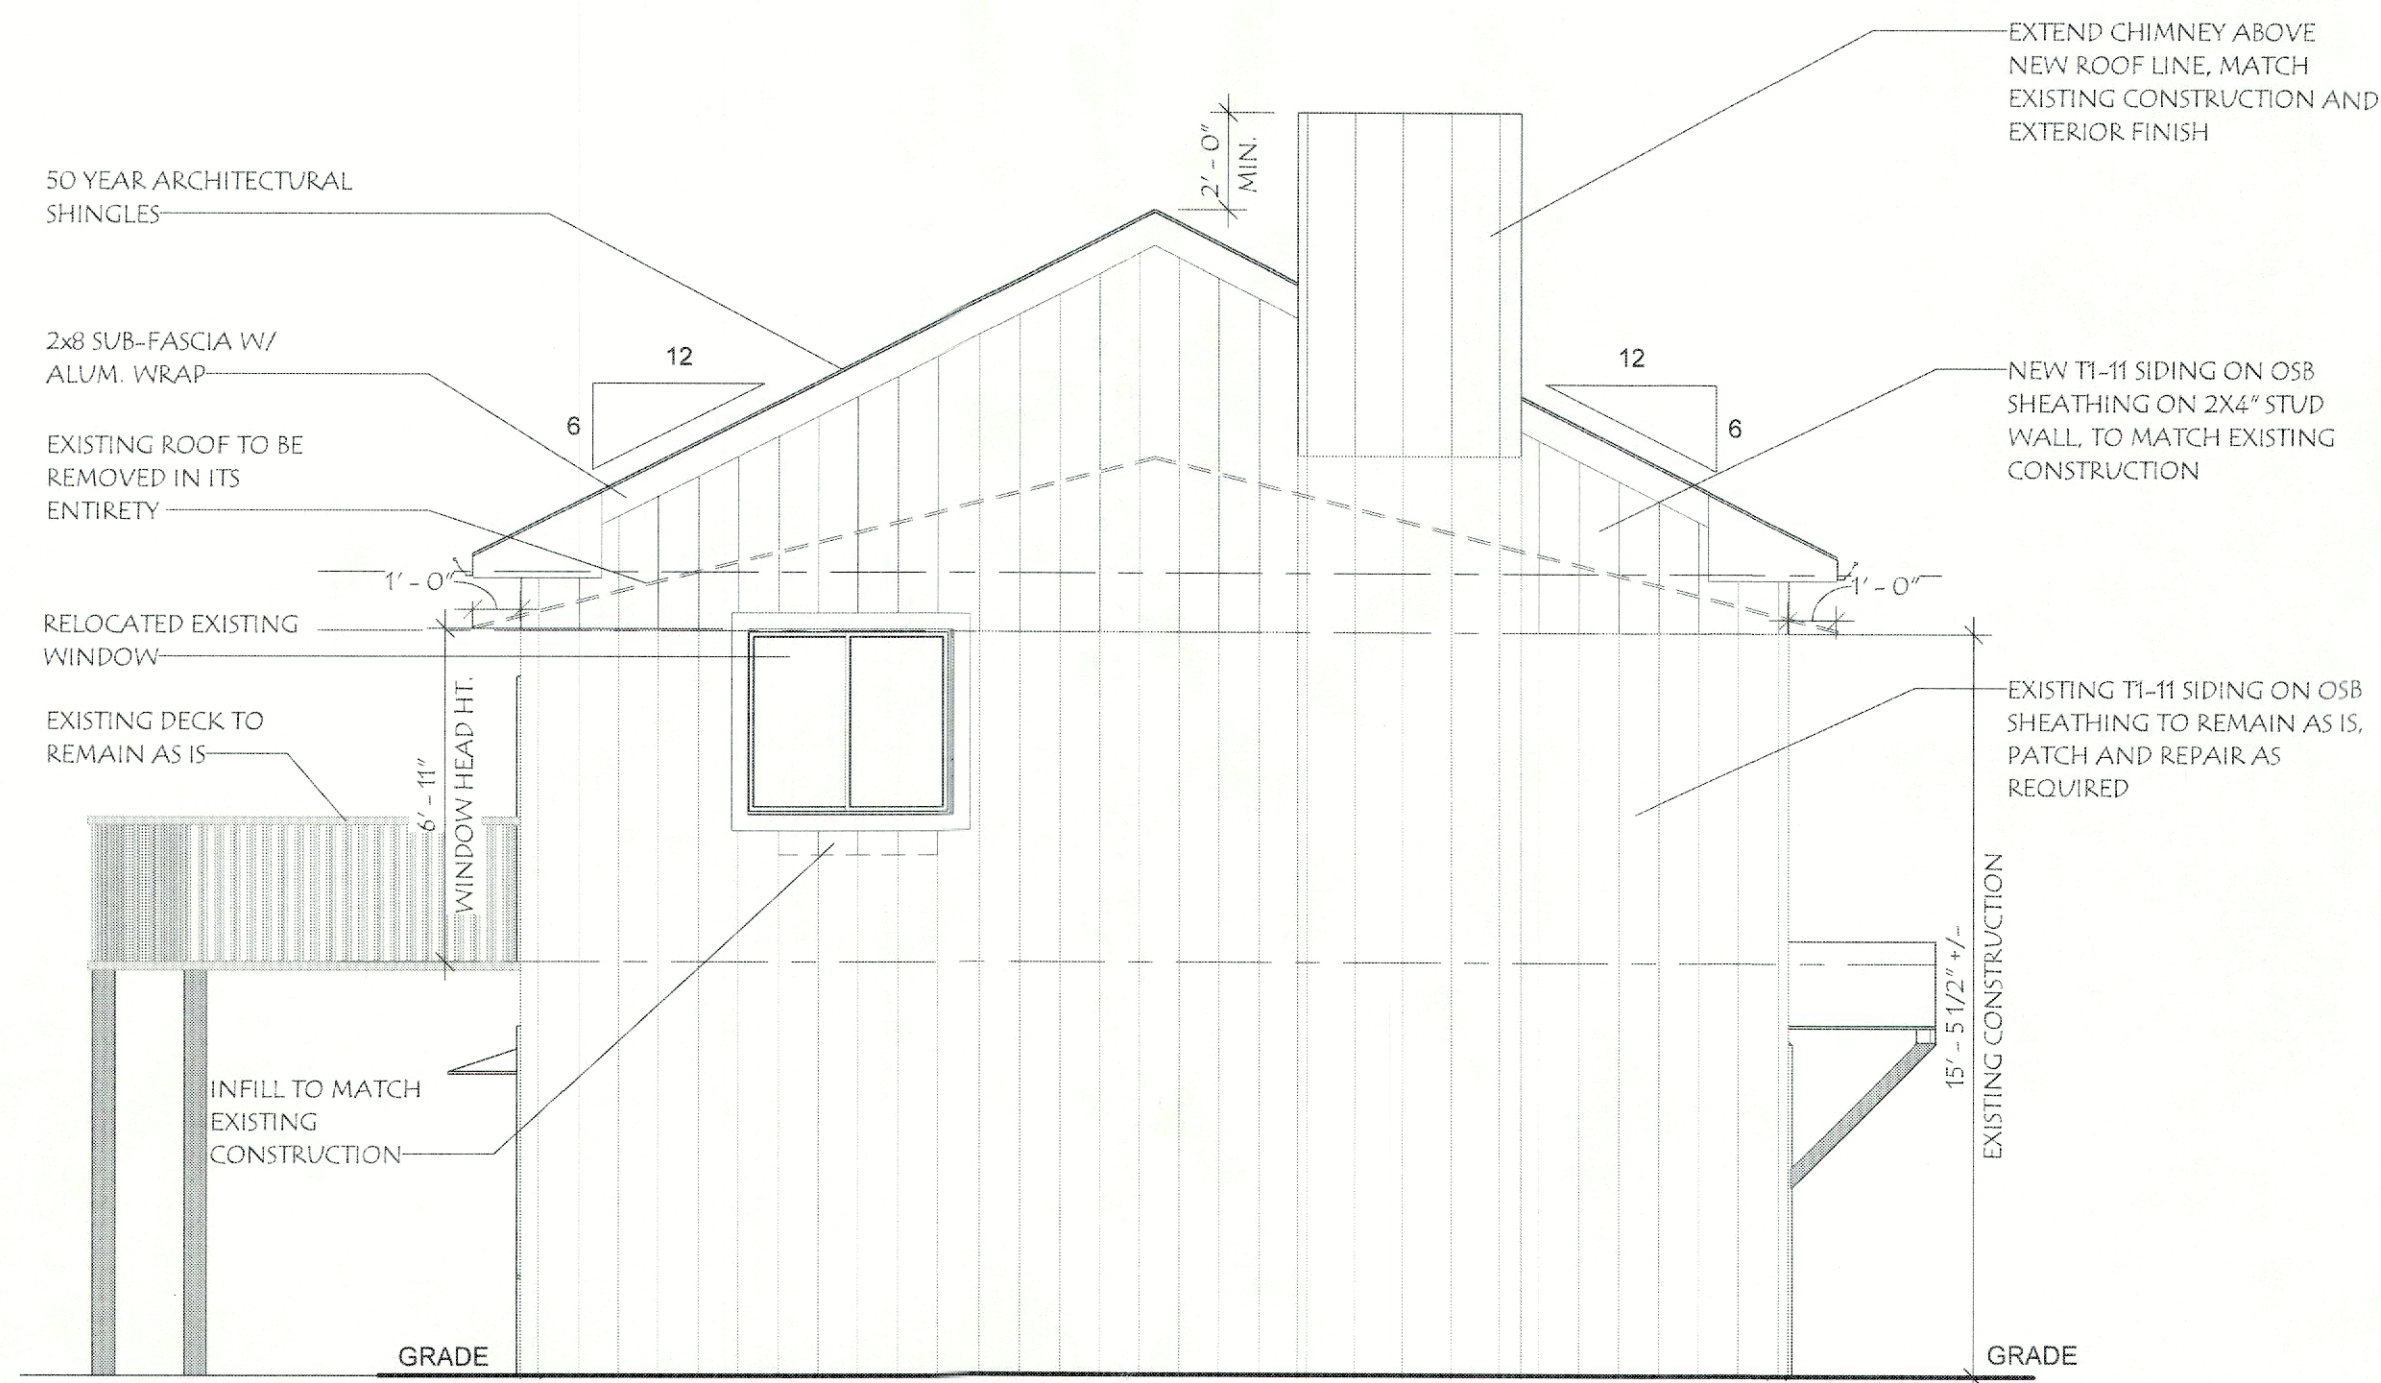 EXTEND CHIMNEY ABOVE
NEW ROOF LINE, MATCH
EXISTING CONSTRUCTION AND
EXTERIOR FINISH
2' - 0"
MIN.
50 YEAR ARCHITECTURAL
SHINGLES
2x8 SUB-FASCIA W/
ALUM. WRAP
12
6
12
6
NEW T1-11 SIDING ON OSB
SHEATHING ON 2X4" STUD
WALL, TO MATCH EXISTING
CONSTRUCTION
EXISTING ROOF TO BE
REMOVED IN ITS
ENTIRETY
1' - 0"
1' - 0"
RELOCATED EXISTING
WINDOW
EXISTING DECK TO
REMAIN AS IS
6' - 11"
WINDOW HEAD HT.
EXISTING T1-11 SIDING ON OSB
SHEATHING TO REMAIN AS IS,
PATCH AND REPAIR AS
REQUIRED
15' - 5 1/2" +/-
EXISTING CONSTRUCTION
INFILL TO MATCH
EXISTING
CONSTRUCTION
GRADE
GRADE